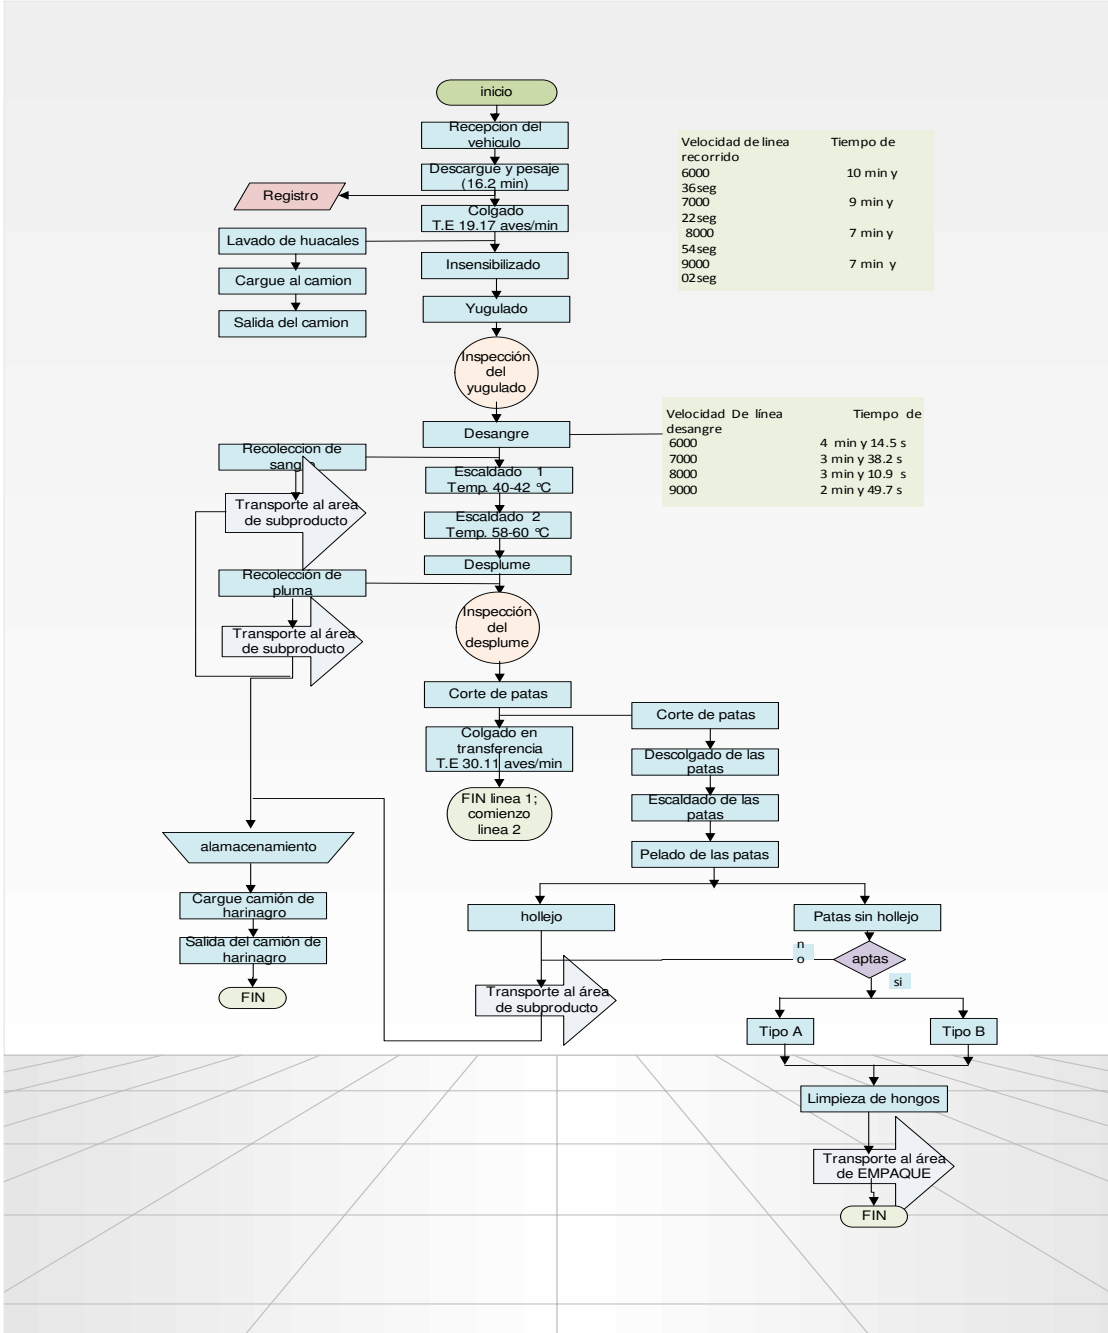 inicio
Recepcion del
vehiculo
Descargue y pesaje
(16.2 min)
Registro
Colgado
T.E 19.17 aves/min
Lavado de huacales
Cargue al camion
Salida del camion
Insensibilizado
Yugulado
Inspección
del
yugulado
Velocidad de linea Tiempo de
recorrido
6000 10 min y
36seg
7000 9 min y
22seg
8000 7 min y
54seg
9000 7 min y
02seg
Desangre
Velocidad De línea Tiempo de
desangre
6000 4 min y 14.5 s
7000 3 min y 38.2 s
8000 3 min y 10.9 s
9000 2 min y 49.7 s
Recolección de
sangre
Transporte al area
de subproducto
Escaldado 1
Temp. 40-42 °C
Escaldado 2
Temp. 58-60 °C
Desplume
Recolección de
pluma
Transporte al área
de subproducto
Inspección
del
desplume
Corte de patas
Colgado en
transferencia
T.E 30.11 aves/min
FIN linea 1;
comienzo
linea 2
Corte de patas
Descolgado de las
patas
Escaldado de las
patas
Pelado de las patas
alamacenamiento
Cargue camión de
harinagro
Salida del camión de
harinagro
FIN
hollejo
Patas sin hollejo
n
o
aptas
si
Transporte al área
de subproducto
Tipo A
Tipo B
Limpieza de hongos
Transporte al área
de EMPAQUE
FIN